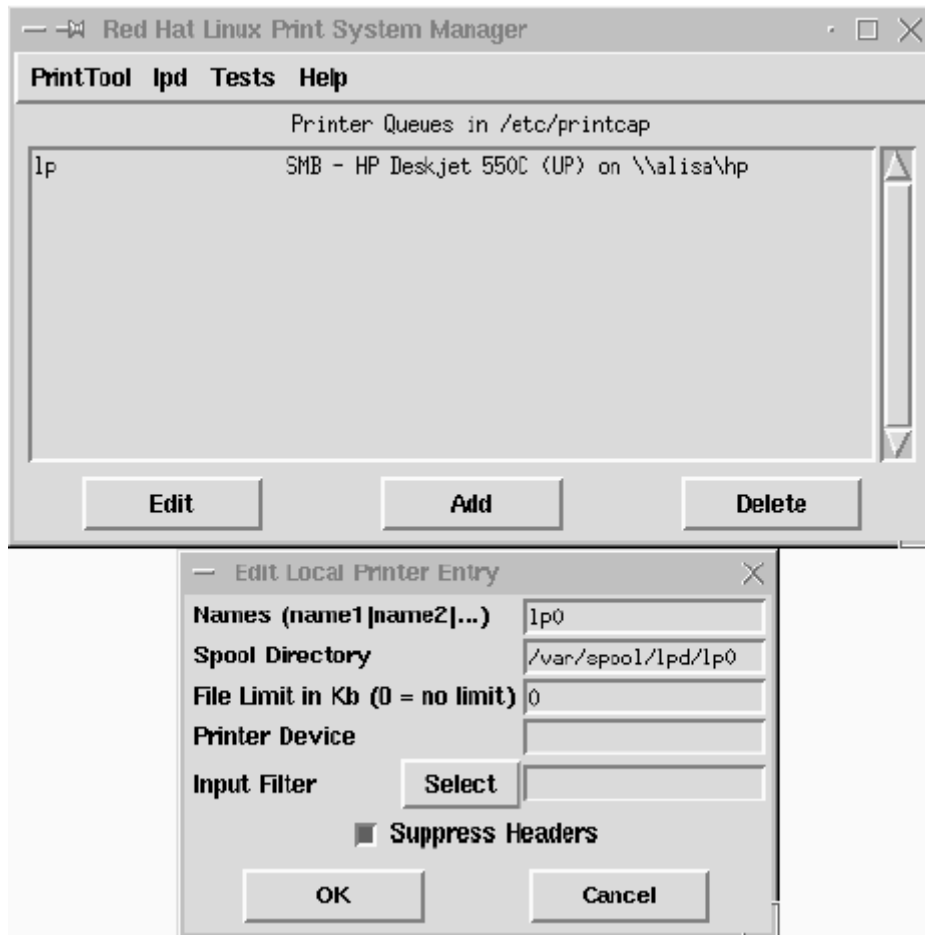 Red Hat Linux Print System Manager
PrintTool lpd Tests Help
Printer Queues in /etc/printcap
lp SMB - HP Deskjet 550C (UP) on \\alisa\hp
Edit Add Delete
Edit Local Printer Entry
Names (name1|name2|...) lp0
Spool Directory /var/spool/lpd/lp0
File Limit in Kb (0 = no limit) 0
Printer Device
Input Filter Select
Suppress Headers
OK Cancel